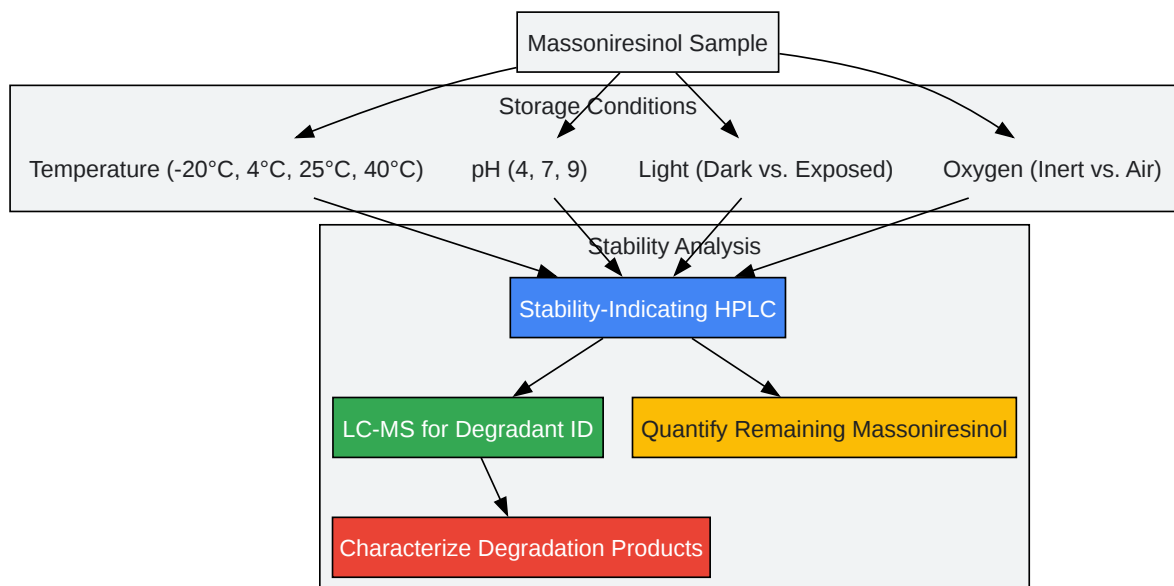 Massoniresinol Sample
Storage Conditions
Temperature (-20°C, 4°C, 25°C, 40°C)
pH (4, 7, 9)
Light (Dark vs. Exposed)
Oxygen (Inert vs. Air)
Stability Analysis
Stability-Indicating HPLC
LC-MS for Degradant ID
Quantify Remaining Massoniresinol
Characterize Degradation Products